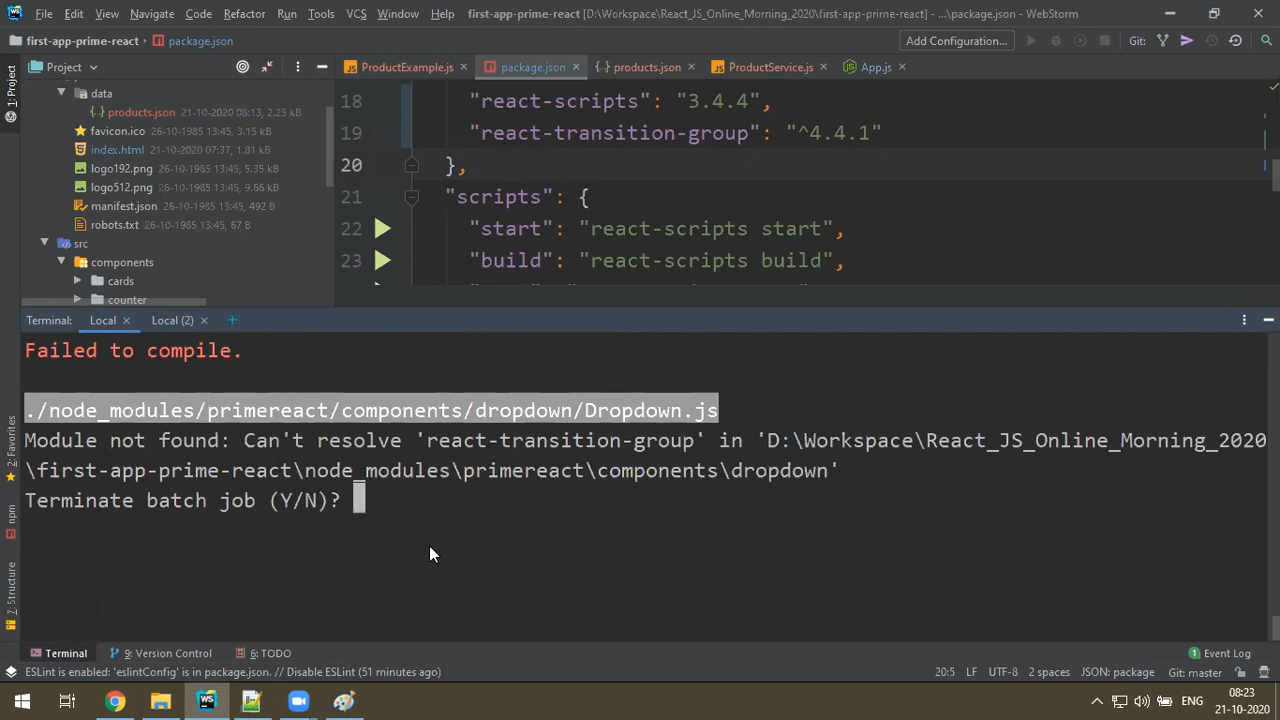 File Edit View Navigate Code Refactor Run Tools VCS Window Help first-app-prime-react [D:\Workspace\React_JS_Online_Morning_2020\first-app-prime-react] - ...\package.json - WebStorm
first-app-prime-react package.json Add Configuration... Git:
1: Project
Project
ProductExample.js package.json products.json ProductService.js App.js
data
products.json 21-10-2020 08:13, 2.25 kB
favicon.ico 26-10-1985 13:45, 3.15 kB
index.html 21-10-2020 07:37, 1.81 kB
logo192.png 26-10-1985 13:45, 5.35 kB
logo512.png 26-10-1985 13:45, 9.66 kB
manifest.json 26-10-1985 13:45, 492 B
robots.txt 26-10-1985 13:45, 67 B
src
components
cards
counter
18 "react-scripts": "3.4.4",
19 "react-transition-group": "^4.4.1"
20 },
21 "scripts": {
22 "start": "react-scripts start",
23 "build": "react-scripts build",
Terminal: Local Local (2) +
Failed to compile.
./node_modules/primereact/components/dropdown/Dropdown.js
Module not found: Can't resolve 'react-transition-group' in 'D:\Workspace\React_JS_Online_Morning_2020
\first-app-prime-react\node_modules\primereact\components\dropdown'
Terminate batch job (Y/N)?
2: Favorites
npm
7: Structure
Terminal 9: Version Control 6: TODO 1 Event Log
ESLint is enabled: 'eslintConfig' is in package.json. // Disable ESLint (51 minutes ago) 20:5 LF UTF-8 2 spaces JSON: package Git: master
ENG 08:23
21-10-2020